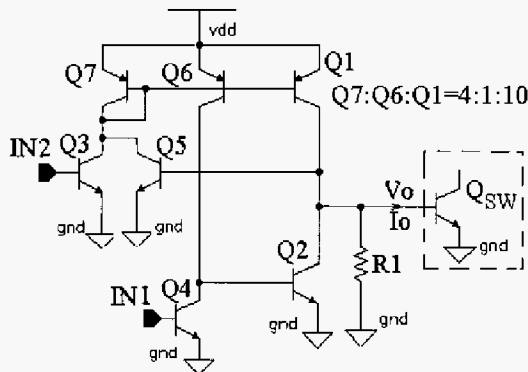 vdd
Q7
Q6
Q1
Q7:Q6:Q1=4:1:10
IN2
Q3
Q5
Vo
Io
QSW
gnd
gnd
gnd
Q2
R1
IN1
Q4
gnd
gnd
gnd